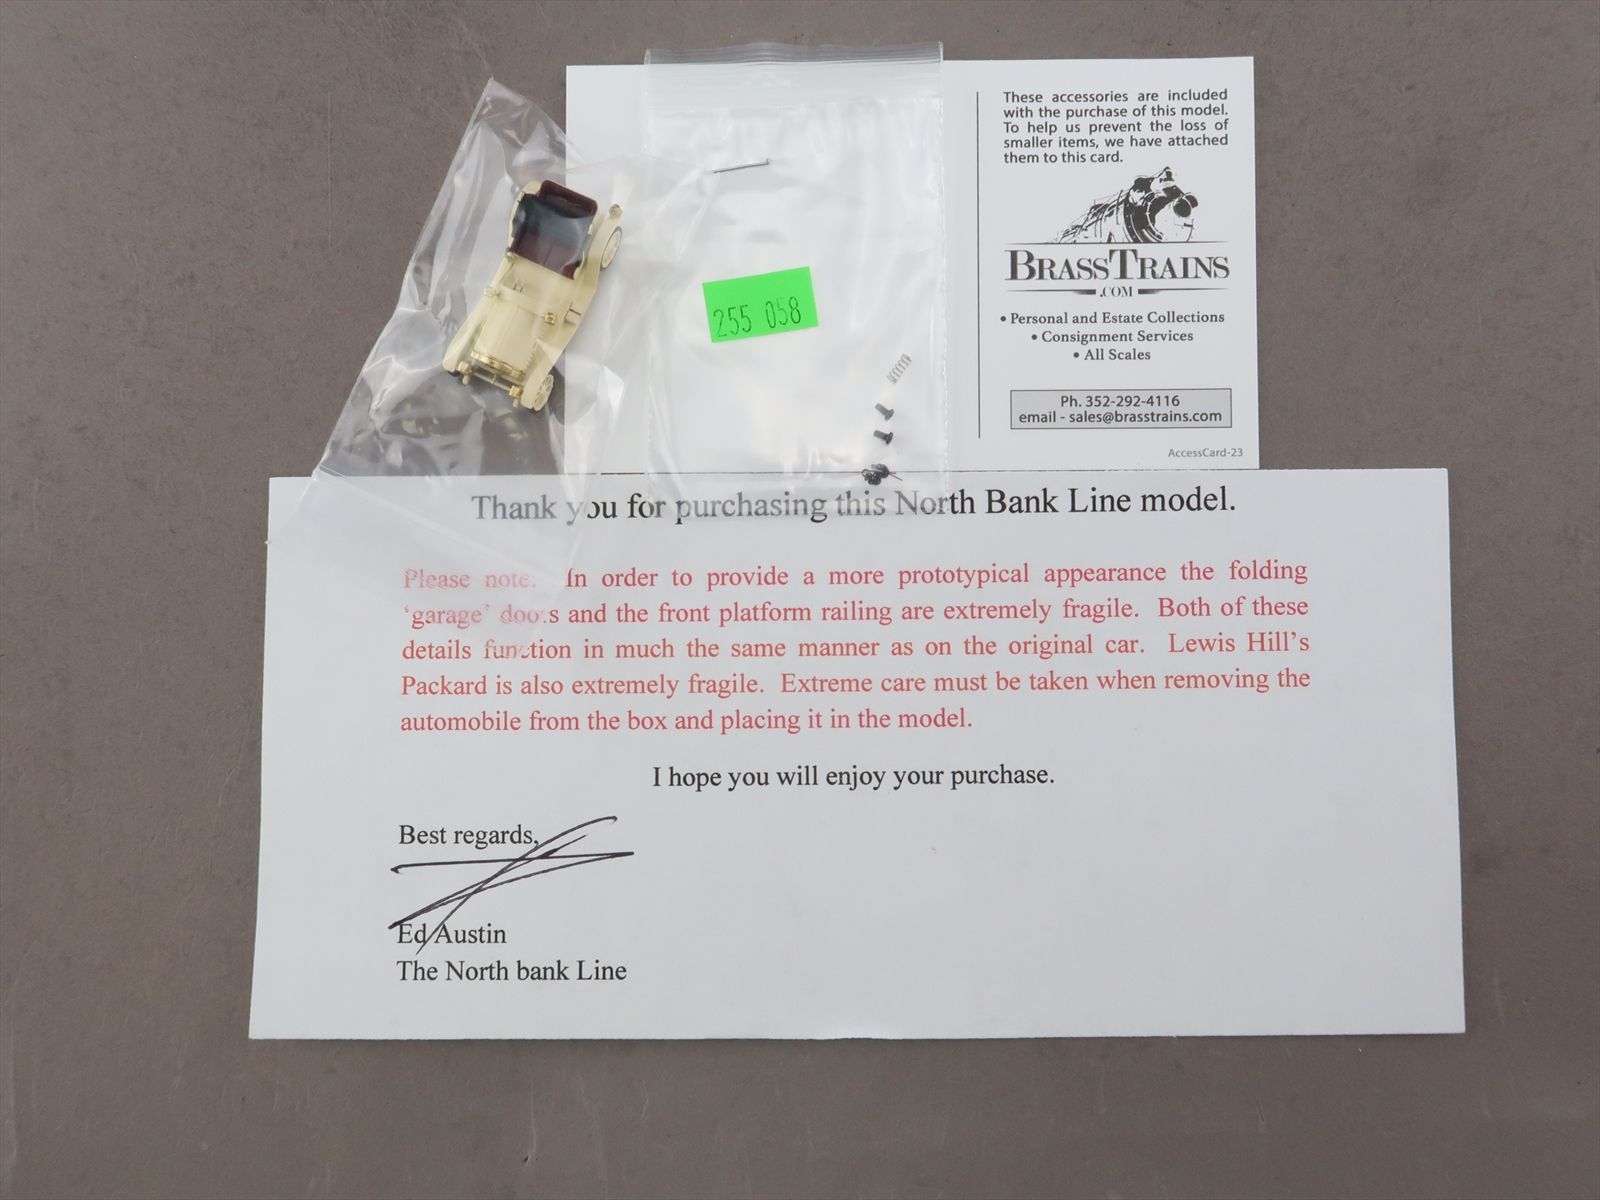 These accessories are included
with the purchase of this model.
To help us prevent the loss of
smaller items, we have attached
them to this card.
BRASSTRAINS
.COM
• Personal and Estate Collections
• Consignment Services
• All Scales
Ph. 352-292-4116
email - sales@brasstrains.com
AccessCard-23
255 058
Thank you for purchasing this North Bank Line model.
Please note: In order to provide a more prototypical appearance the folding
‘garage’ doors and the front platform railing are extremely fragile. Both of these
details function in much the same manner as on the original car. Lewis Hill’s
Packard is also extremely fragile. Extreme care must be taken when removing the
automobile from the box and placing it in the model.
I hope you will enjoy your purchase.
Best regards,
Ed Austin
The North bank Line